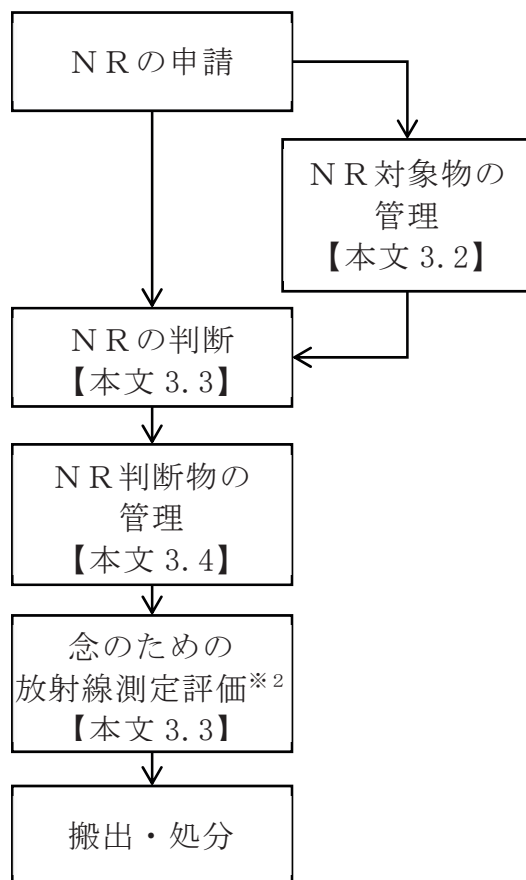 ＮＲの申請
ＮＲ対象物の
管理
【本文 3.2】
ＮＲの判断
【本文 3.3】
ＮＲ判断物の
管理
【本文 3.4】
念のための
放射線測定評価※2
【本文 3.3】
搬出・処分